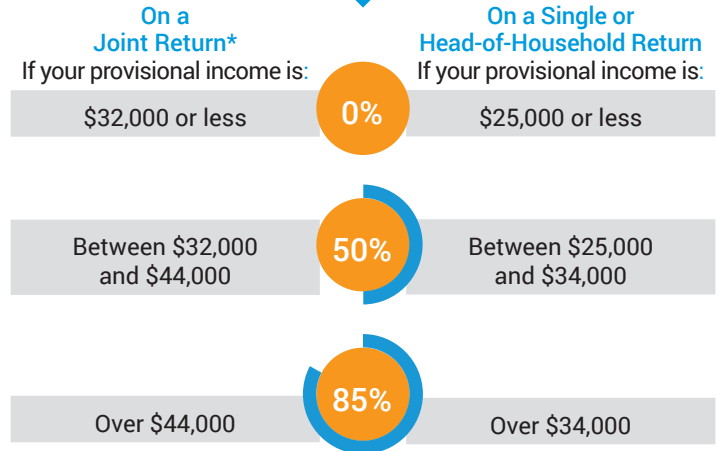 On a
Joint Return*
If your provisional income is:
On a Single or
Head-of-Household Return
If your provisional income is:
$32,000 or less
0%
$25,000 or less
Between $32,000
and $44,000
50%
Between $25,000
and $34,000
Over $44,000
85%
Over $34,000